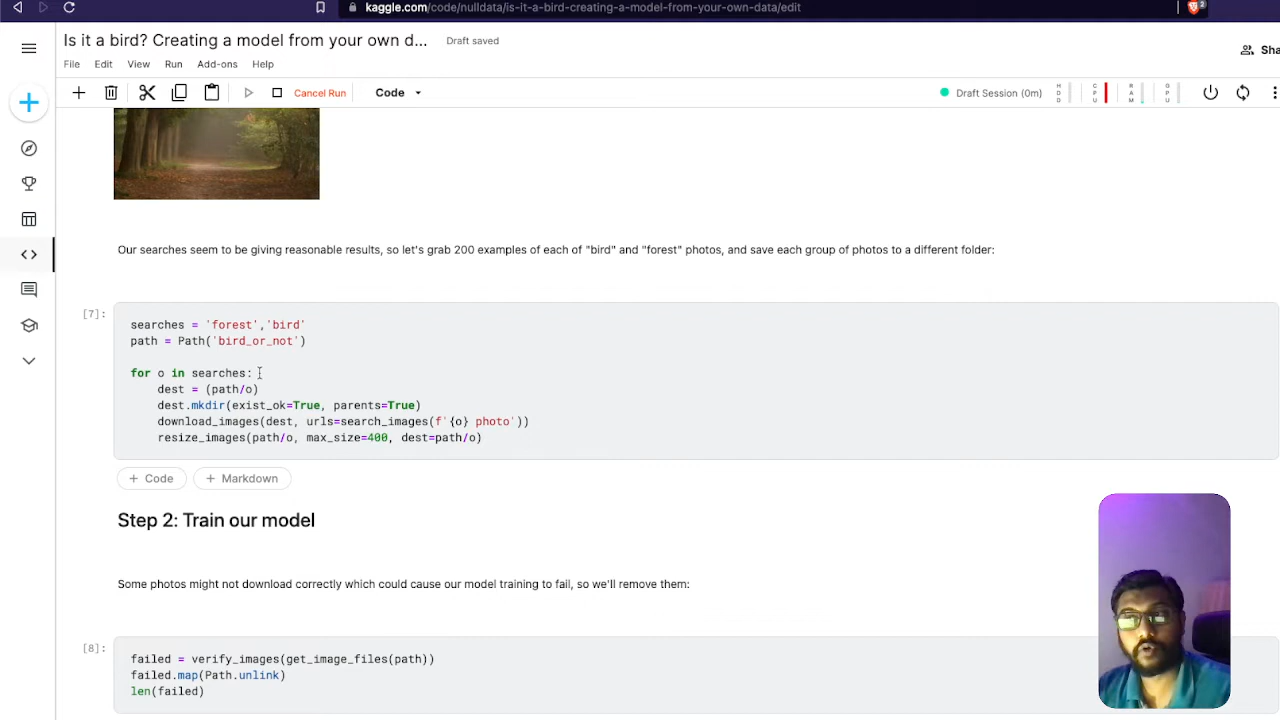 kaggle.com/code/nulldata/is-it-a-bird-creating-a-model-from-your-own-data/edit
2
Is it a bird? Creating a model from your own d...
Draft saved
Sha
File Edit View Run Add-ons Help
Cancel Run
Code
Draft Session (0m)
HDD
CPU
RAM
GPU
Our searches seem to be giving reasonable results, so let's grab 200 examples of each of "bird" and "forest" photos, and save each group of photos to a different folder:
[7]:
searches = 'forest','bird'
path = Path('bird_or_not')
for o in searches:
dest = (path/o)
dest.mkdir(exist_ok=True, parents=True)
download_images(dest, urls=search_images(f'{o} photo'))
resize_images(path/o, max_size=400, dest=path/o)
+ Code
+ Markdown
Step 2: Train our model
Some photos might not download correctly which could cause our model training to fail, so we'll remove them:
[8]:
failed = verify_images(get_image_files(path))
failed.map(Path.unlink)
len(failed)